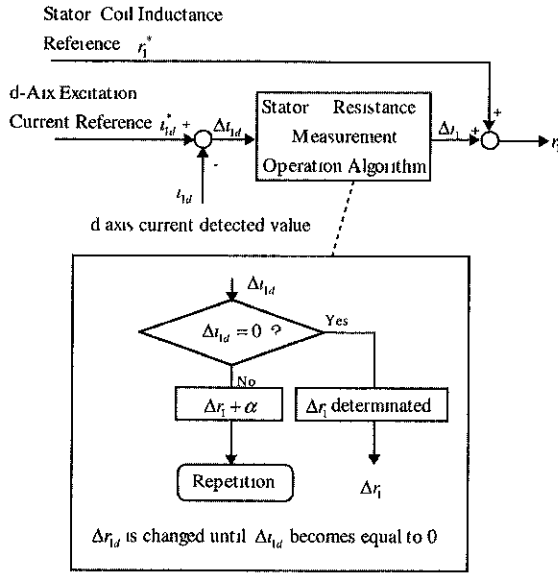 Stator Coil Inductance
Reference r₁*
d-Aix Excitation
Current Reference i₁d* +
Δi₁d
-
i₁d
d axis current detected value
Stator Resistance
Measurement
Operation Algorithm
Δi₁ +
+
r₁
Δi₁d
Δi₁d = 0 ?
Yes
No
Δr₁ + α
Δr₁ determinated
Repetition
Δr₁
Δr₁d is changed until Δi₁d becomes equal to 0